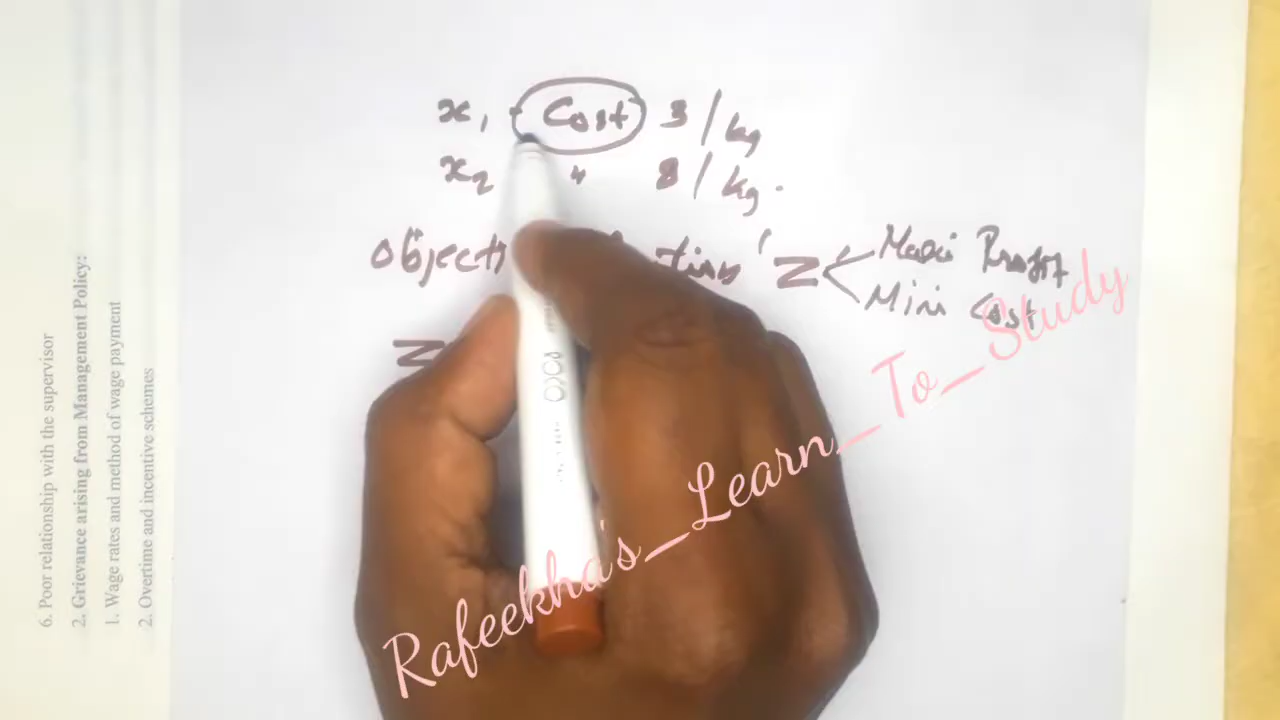 x₁ - Cost 3/kg
x₂ " 8/kg.
Z
Maxi Profit
Mini Cost
Rafeekha's_Learn_To_Study
6. Poor relationship with the supervisor
2. Grievance arising from Management Policy:
1. Wage rates and method of wage payment
2. Overtime and incentive schemes